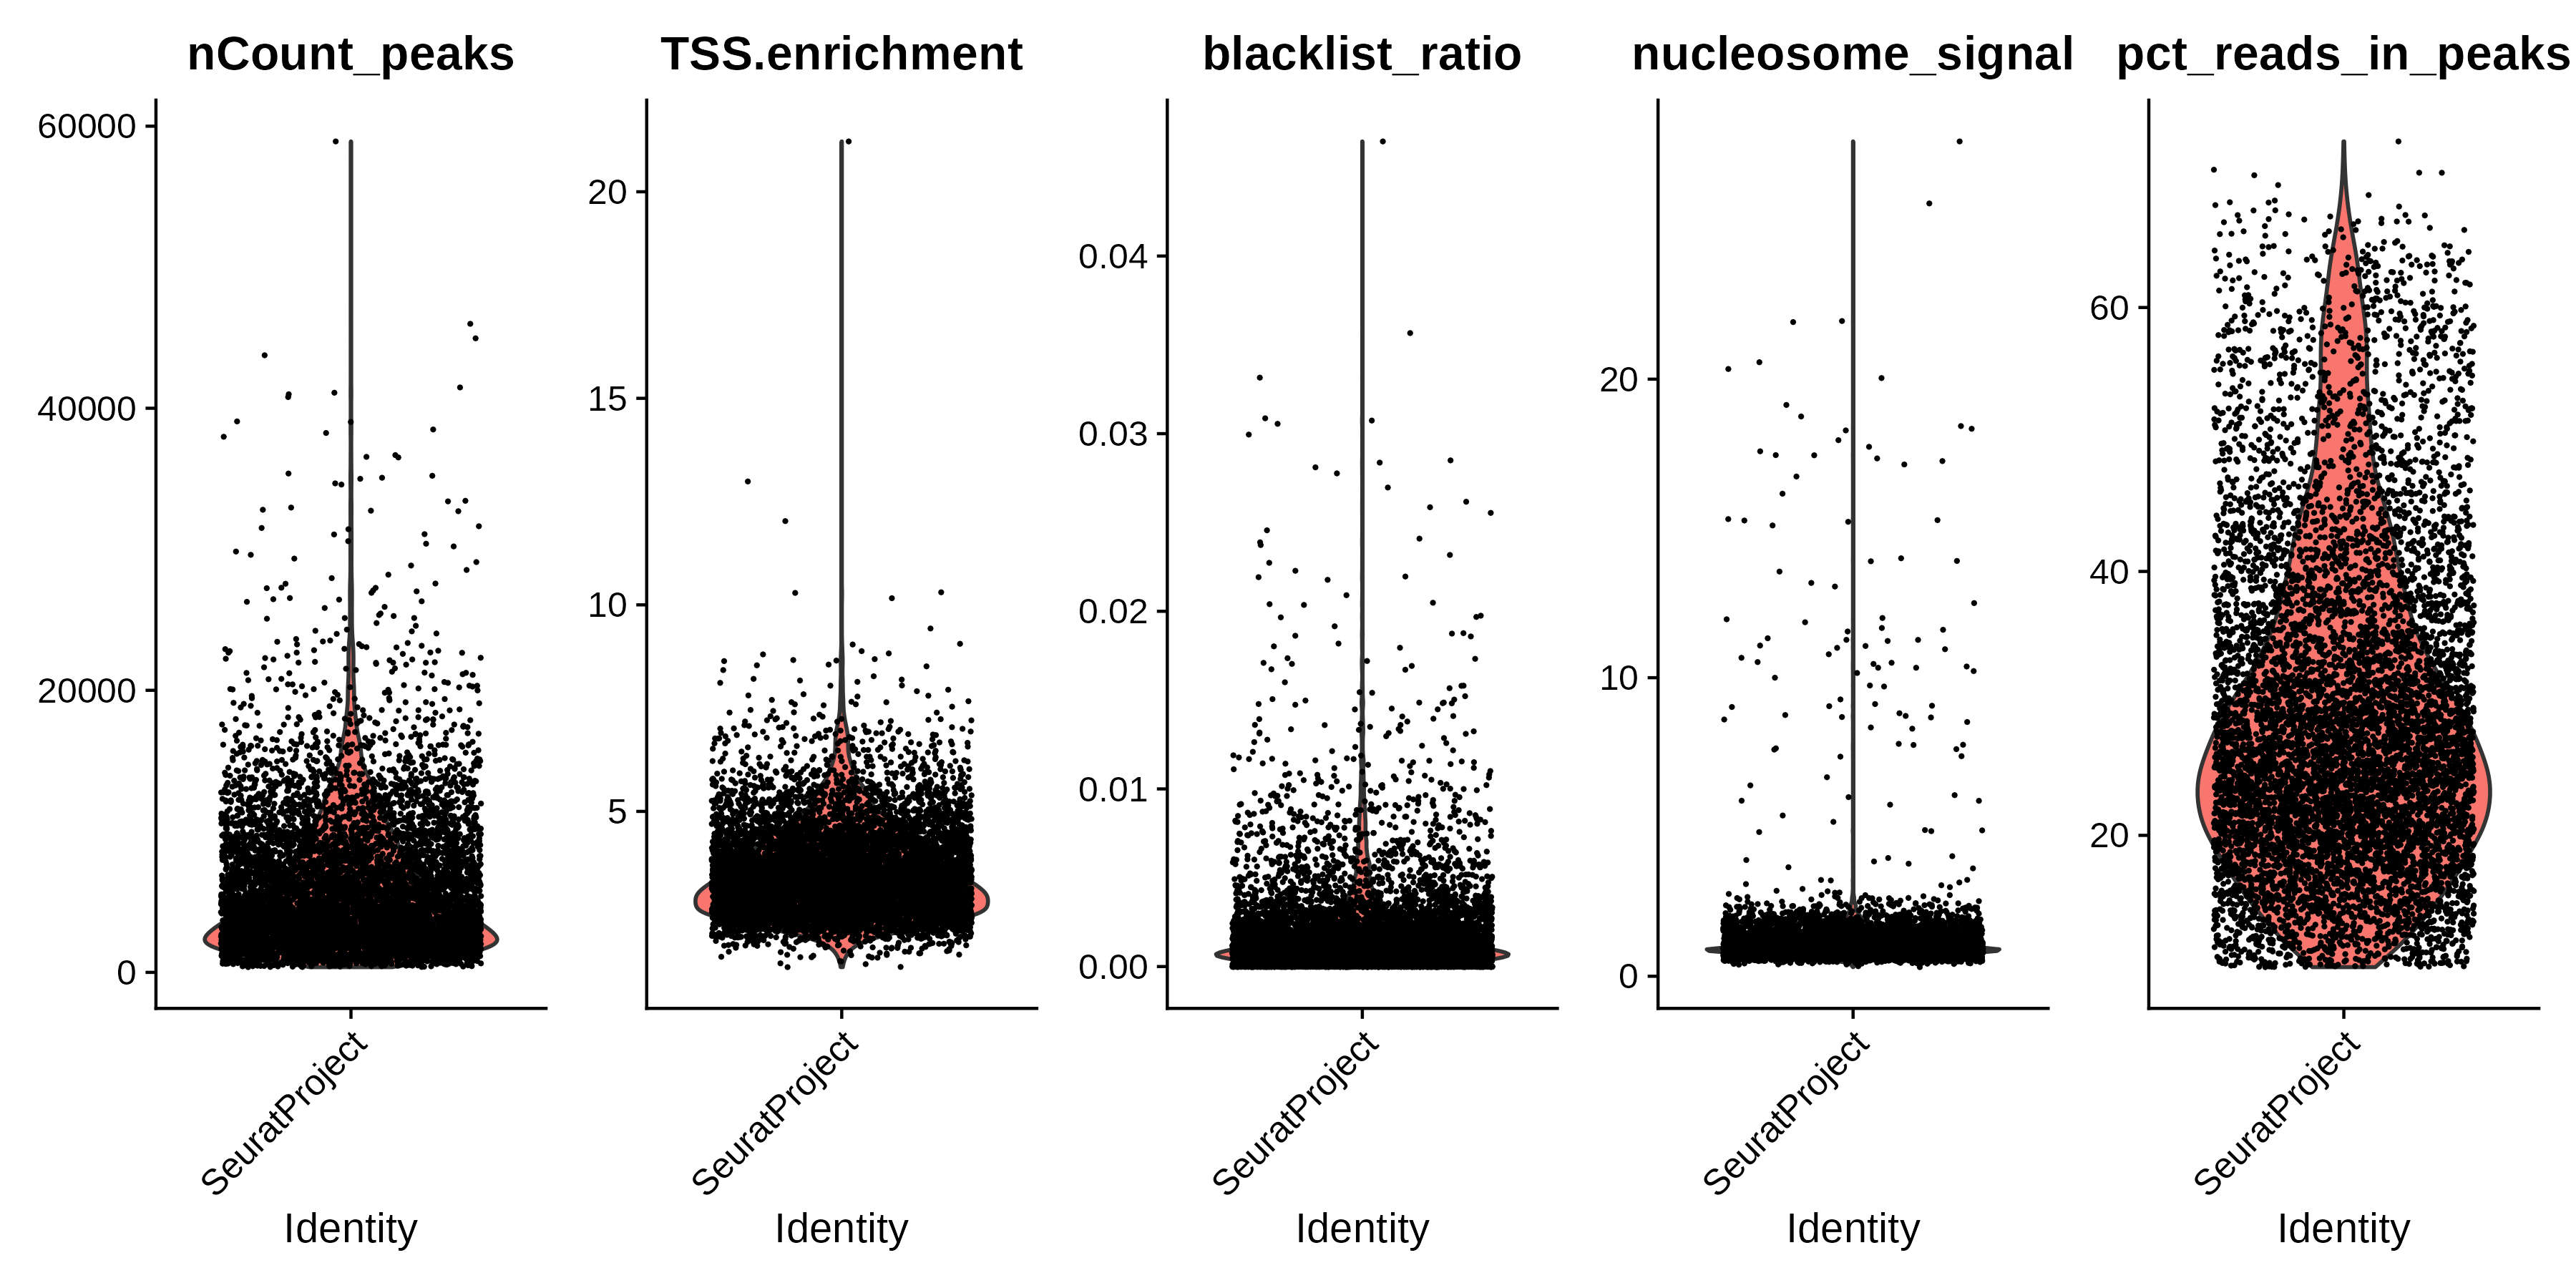 nCount_peaks
60000
40000
20000
0
SeuratProject
Identity
TSS.enrichment
20
15
10
5
SeuratProject
Identity
blacklist_ratio
0.04
0.03
0.02
0.01
0.00
SeuratProject
Identity
nucleosome_signal
20
10
0
SeuratProject
Identity
pct_reads_in_peaks
60
40
20
SeuratProject
Identity